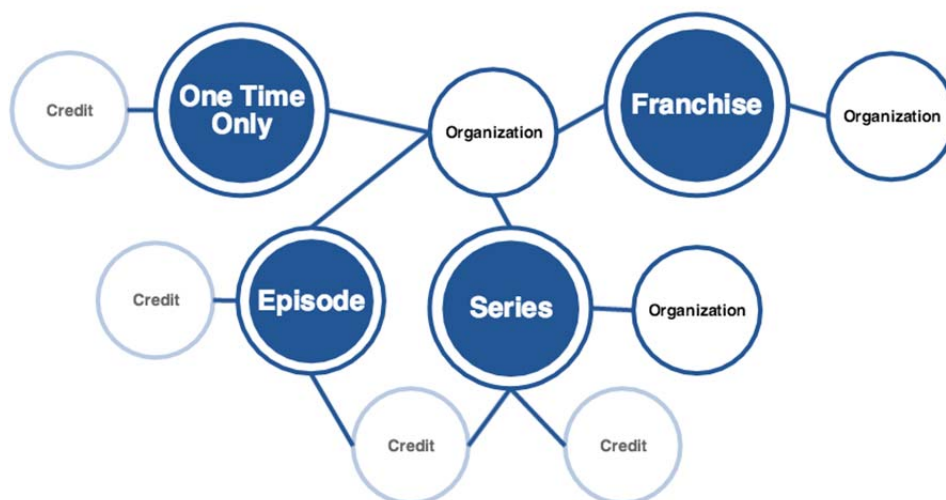 Credit
One Time
Only
Organization
Franchise
Organization
Credit
Episode
Series
Organization
Credit
Credit